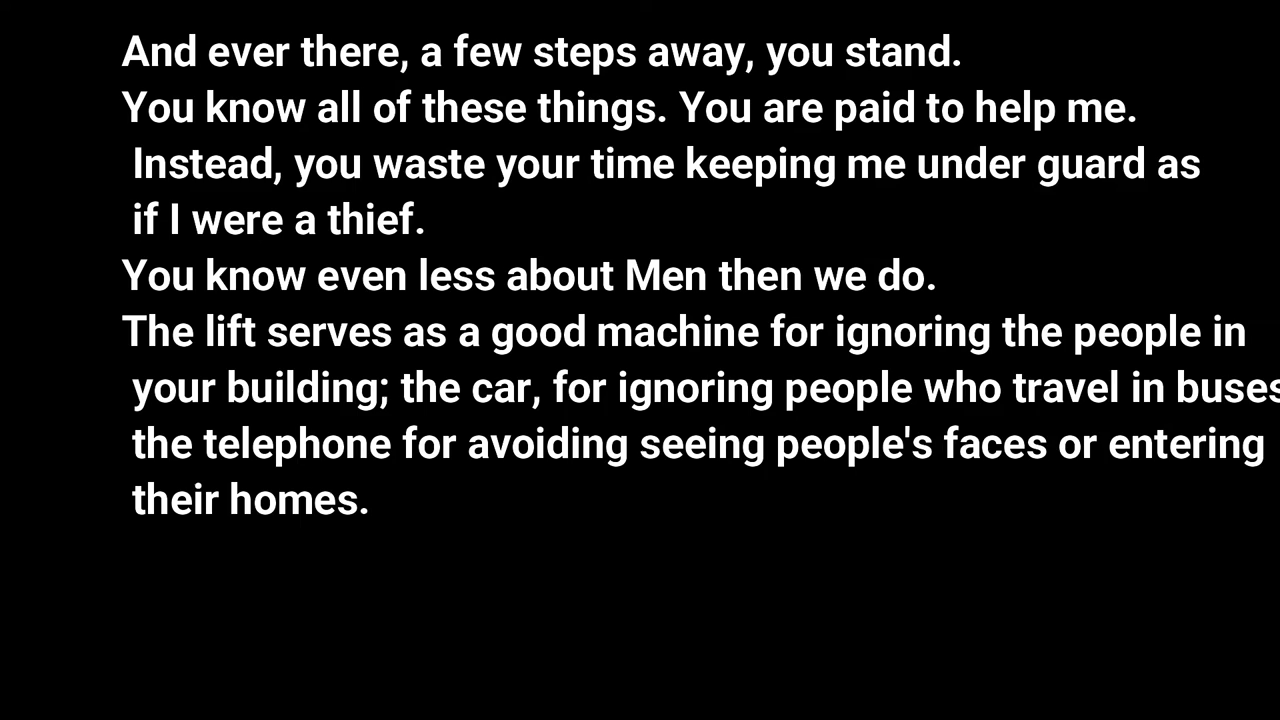 And ever there, a few steps away, you stand.
You know all of these things. You are paid to help me.
Instead, you waste your time keeping me under guard as
if I were a thief.
You know even less about Men then we do.
The lift serves as a good machine for ignoring the people in
your building; the car, for ignoring people who travel in buses
the telephone for avoiding seeing people's faces or entering
their homes.